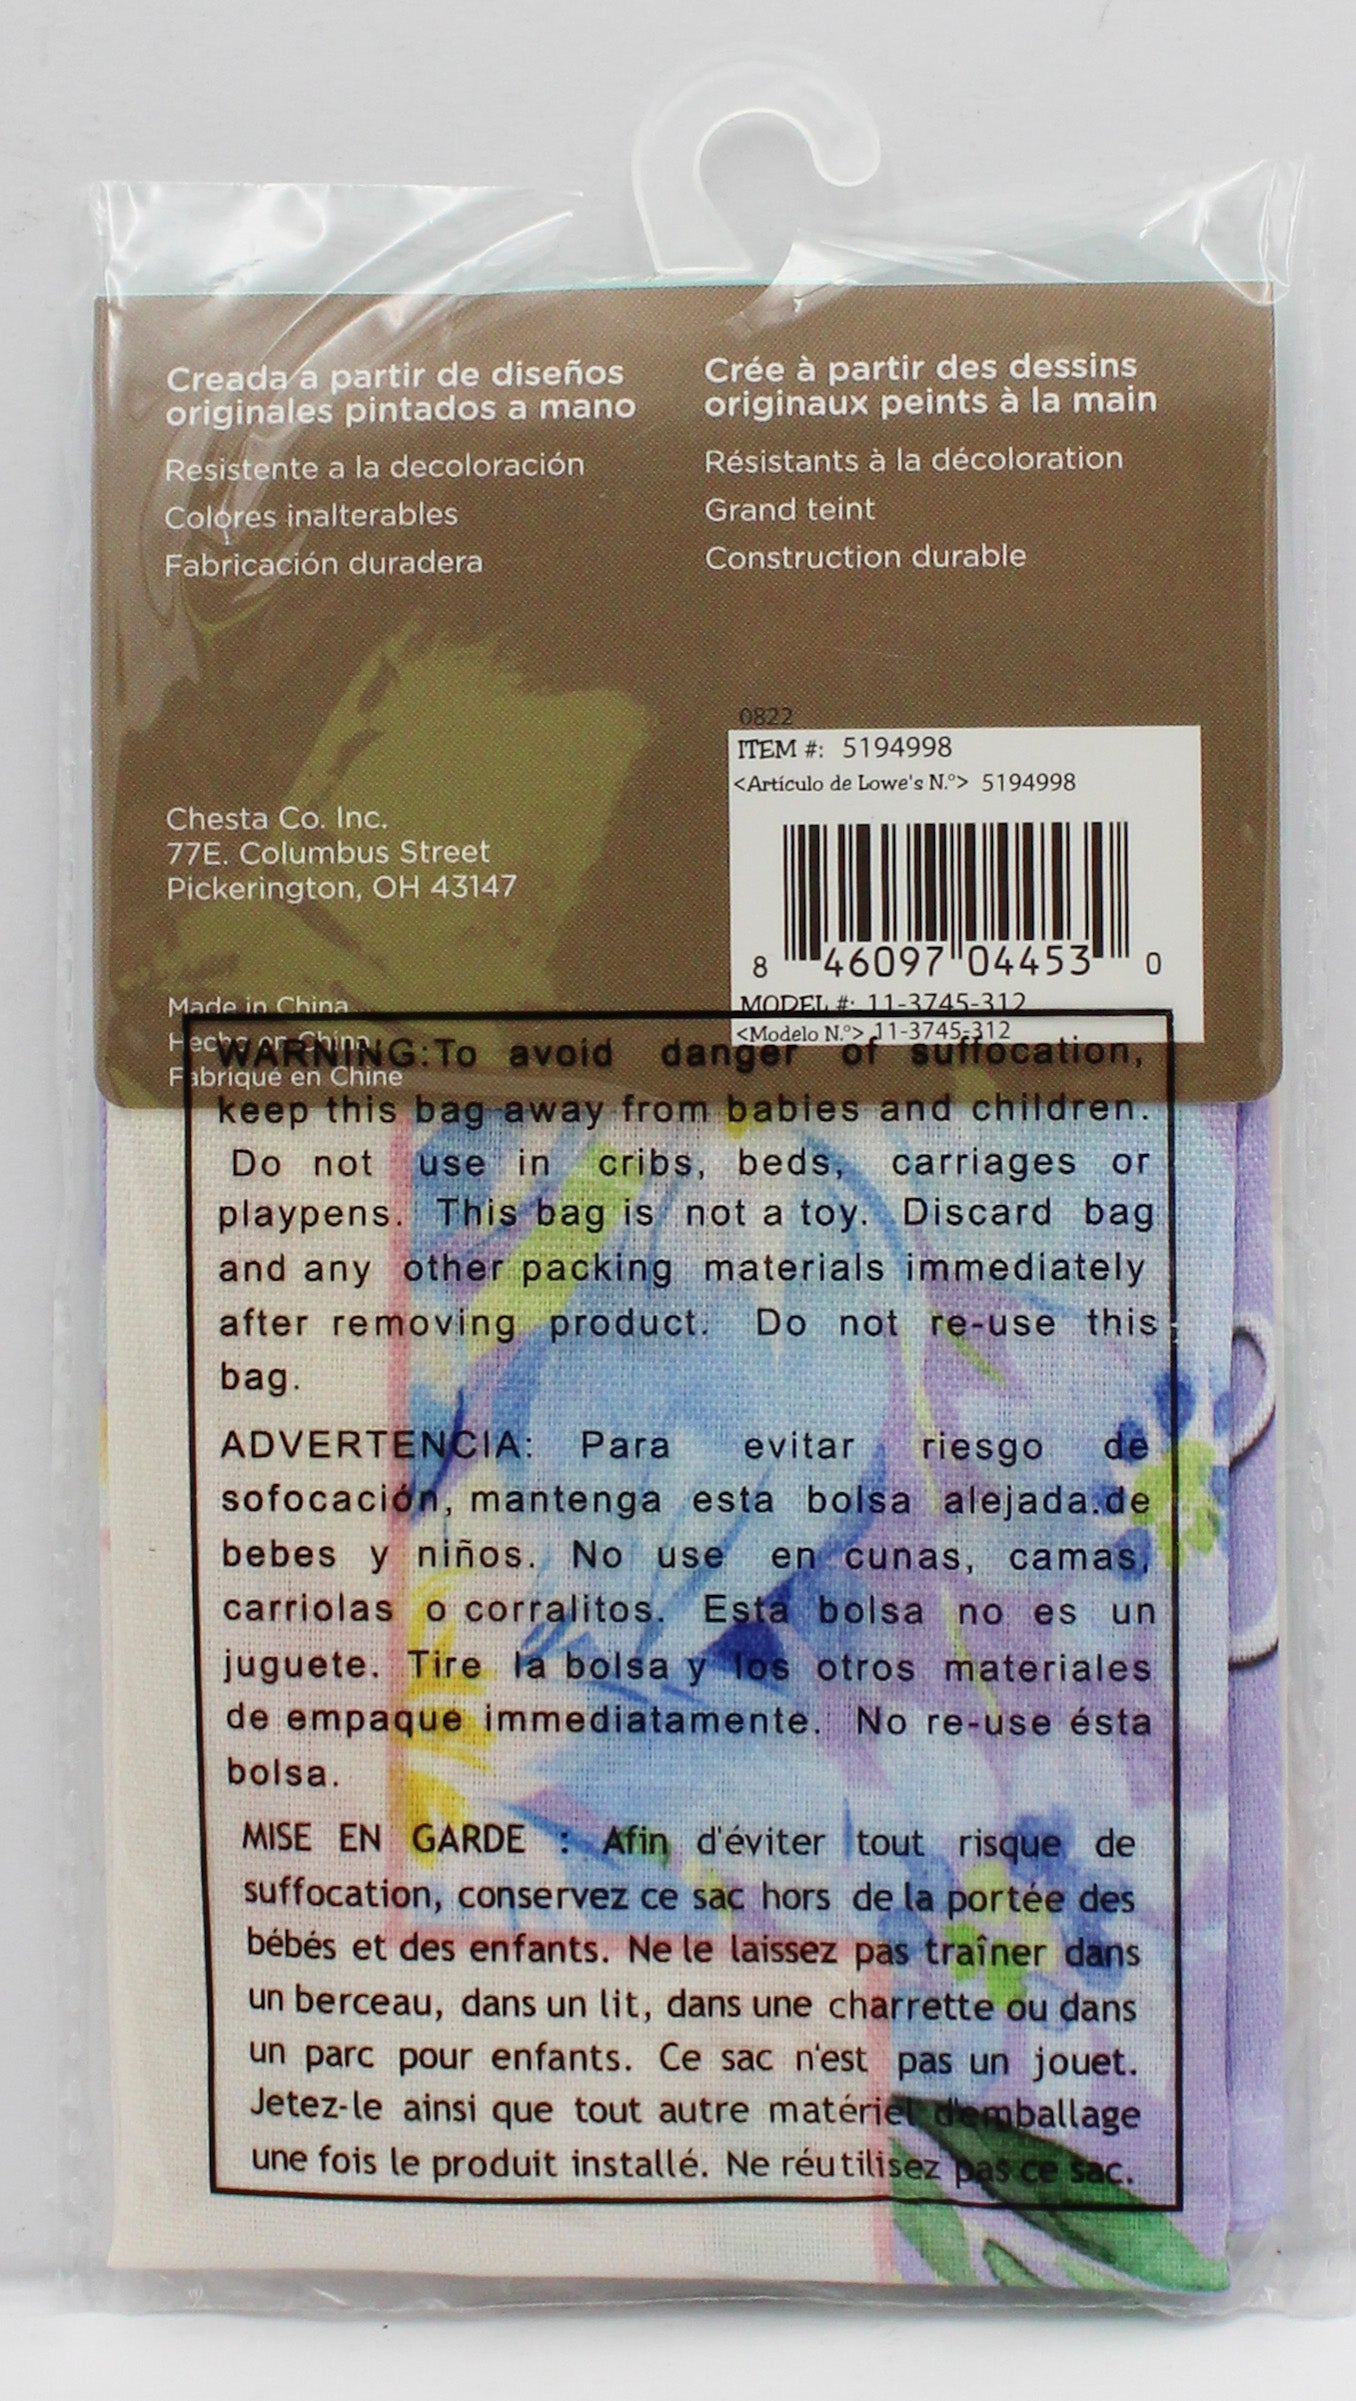 Creada a partir de diseños
originales pintados a mano
Resistente a la decoloración
Colores inalterables
Fabricación duradera
Crée à partir des dessins
originaux peints à la main
Résistants à la décoloration
Grand teint
Construction durable
0822
ITEM #: 5194998
<Artículo de Lowe's N.°> 5194998
8 46097 04453 0
MODEL #: 11-3745-312
<Modelo N.°> 11-3745-312
Chesta Co. Inc.
77E. Columbus Street
Pickerington, OH 43147
Made in China
Hecho en China
Fabriqué en Chine
WARNING:To avoid danger of suffocation,
keep this bag away from babies and children.
Do not use in cribs, beds, carriages or
playpens. This bag is not a toy. Discard bag
and any other packing materials immediately
after removing product. Do not re-use this
bag.
ADVERTENCIA: Para evitar riesgo de
sofocación, mantenga esta bolsa alejada.de
bebes y niños. No use en cunas, camas,
carriolas o corralitos. Esta bolsa no es un
juguete. Tire la bolsa y los otros materiales
de empaque immediatamente. No re-use ésta
bolsa.
MISE EN GARDE : Afin d'éviter tout risque de
suffocation, conservez ce sac hors de la portée des
bébés et des enfants. Ne le laissez pas traîner dans
un berceau, dans un lit, dans une charrette ou dans
un parc pour enfants. Ce sac n'est pas un jouet.
Jetez-le ainsi que tout autre matériel d'emballage
une fois le produit installé. Ne réutilisez pas ce sac.